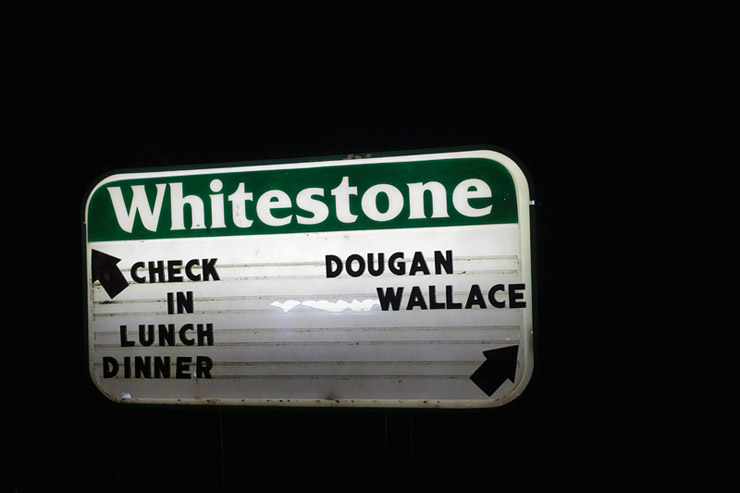 Whitestone
CHECK
IN
LUNCH
DINNER
DOUGAN
WALLACE